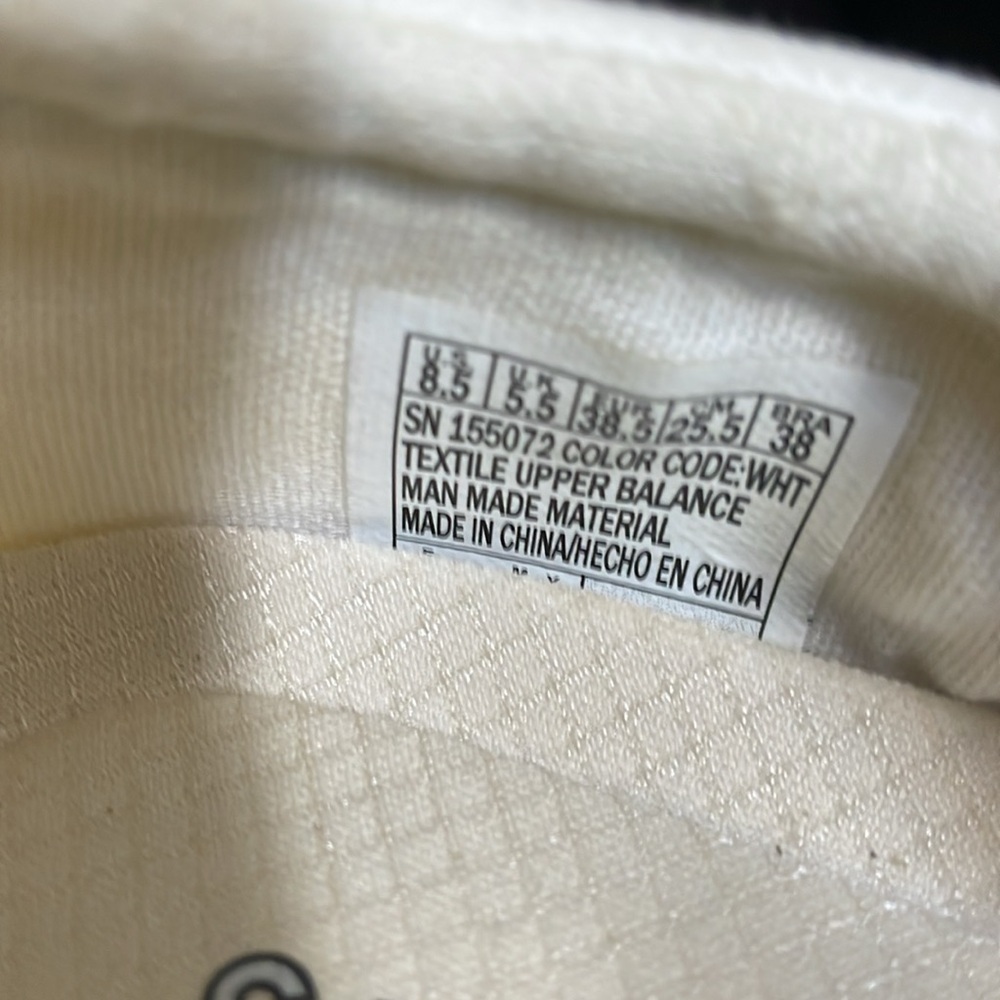 U.S. U.K. EUR CM. BRA
8.5 5.5 38.5 25.5 38
SN 155072 COLOR CODE:WHT
TEXTILE UPPER BALANCE
MAN MADE MATERIAL
MADE IN CHINA/HECHO EN CHINA